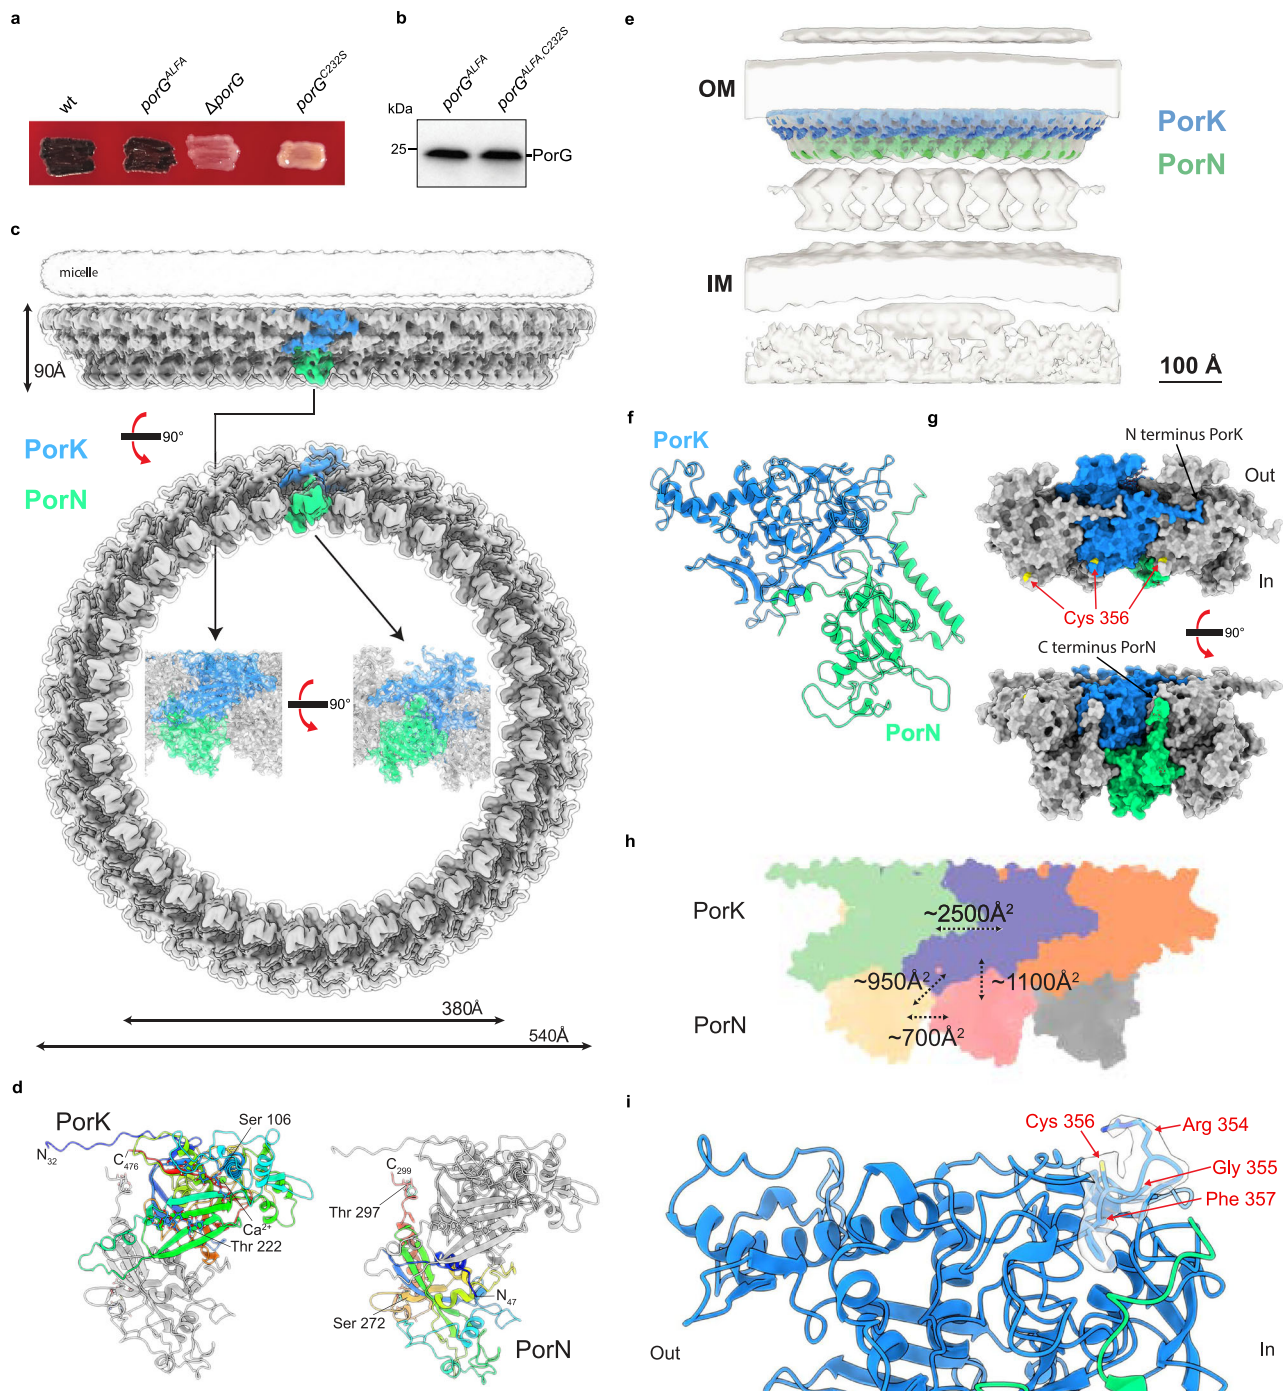 a
wt
porG^ALFA
ΔporG
porG^C232S
b
porG^ALFA
porG^ALFA,C232S
kDa
25
PorG
c
micelle
90Å
90°
PorK
PorN
90°
380Å
540Å
d
PorK
Ser 106
N32
C476
Ca²⁺
Thr 222
C299
Thr 297
N47
Ser 272
PorN
e
OM
PorK
PorN
IM
100 Å
f
PorK
PorN
g
N terminus PorK
Out
In
Cys 356
90°
C terminus PorN
h
PorK
~2500Å²
~950Å²
~1100Å²
PorN
~700Å²
i
Cys 356
Arg 354
Gly 355
Phe 357
Out
In